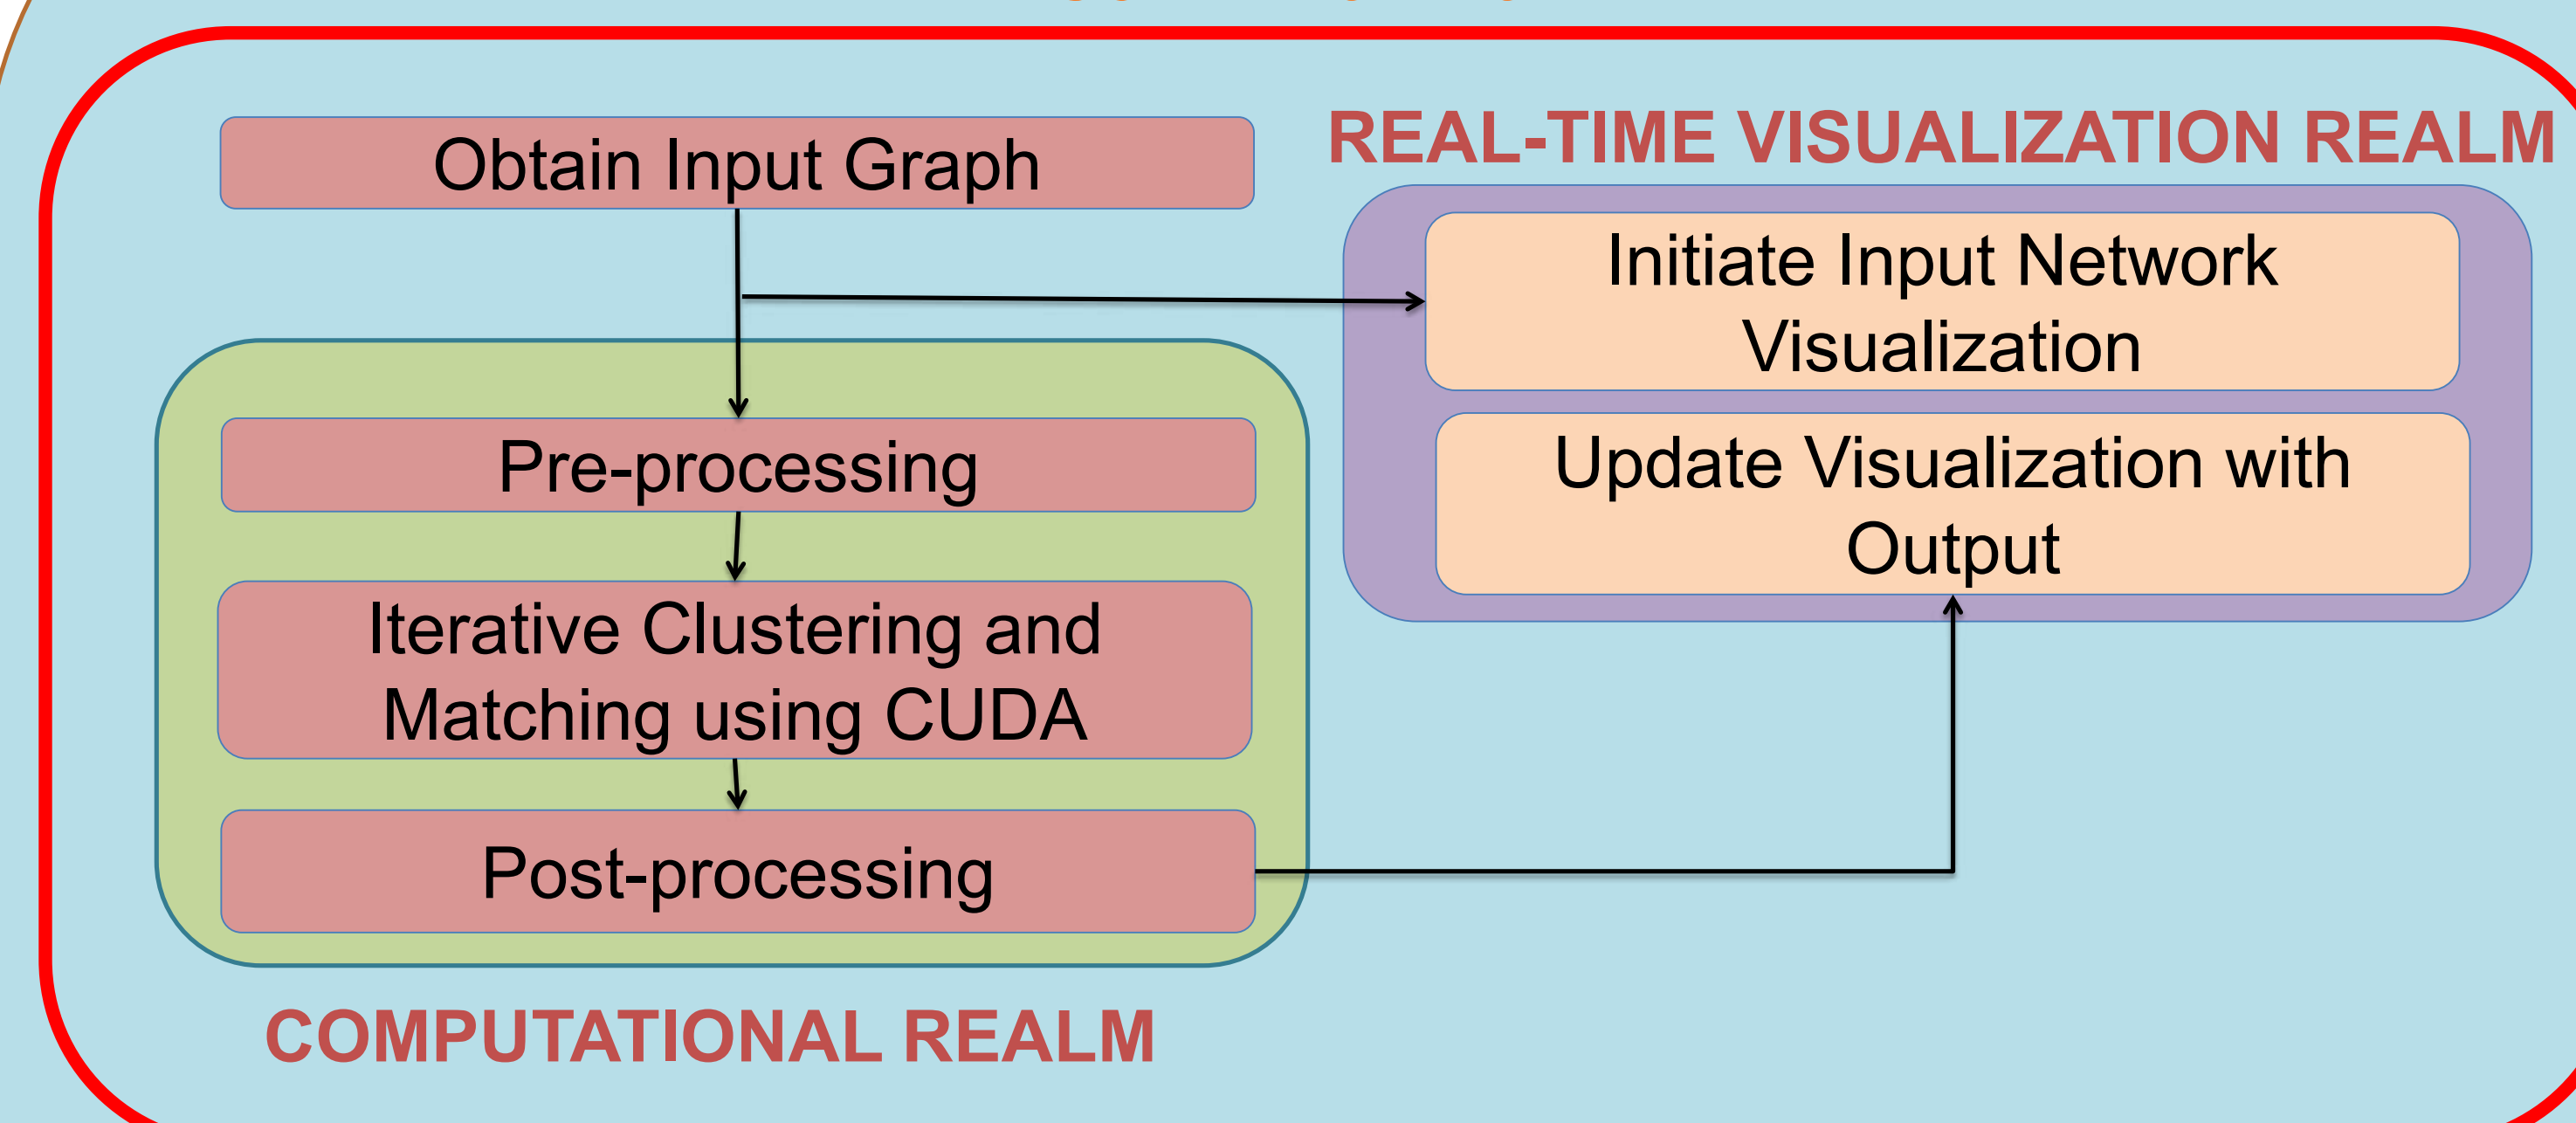 Obtain Input Graph
REAL-TIME VISUALIZATION REALM
Initiate Input Network
Visualization
Update Visualization with
Output
Pre-processing
Iterative Clustering and
Matching using CUDA
Post-processing
COMPUTATIONAL REALM